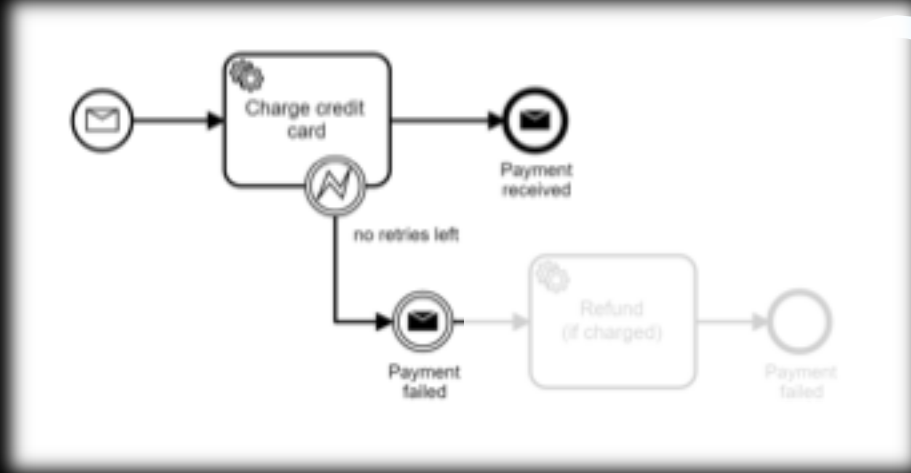 Charge credit
card
Payment
received
no retries left
Refund
(if charged)
Payment
failed
Payment
failed